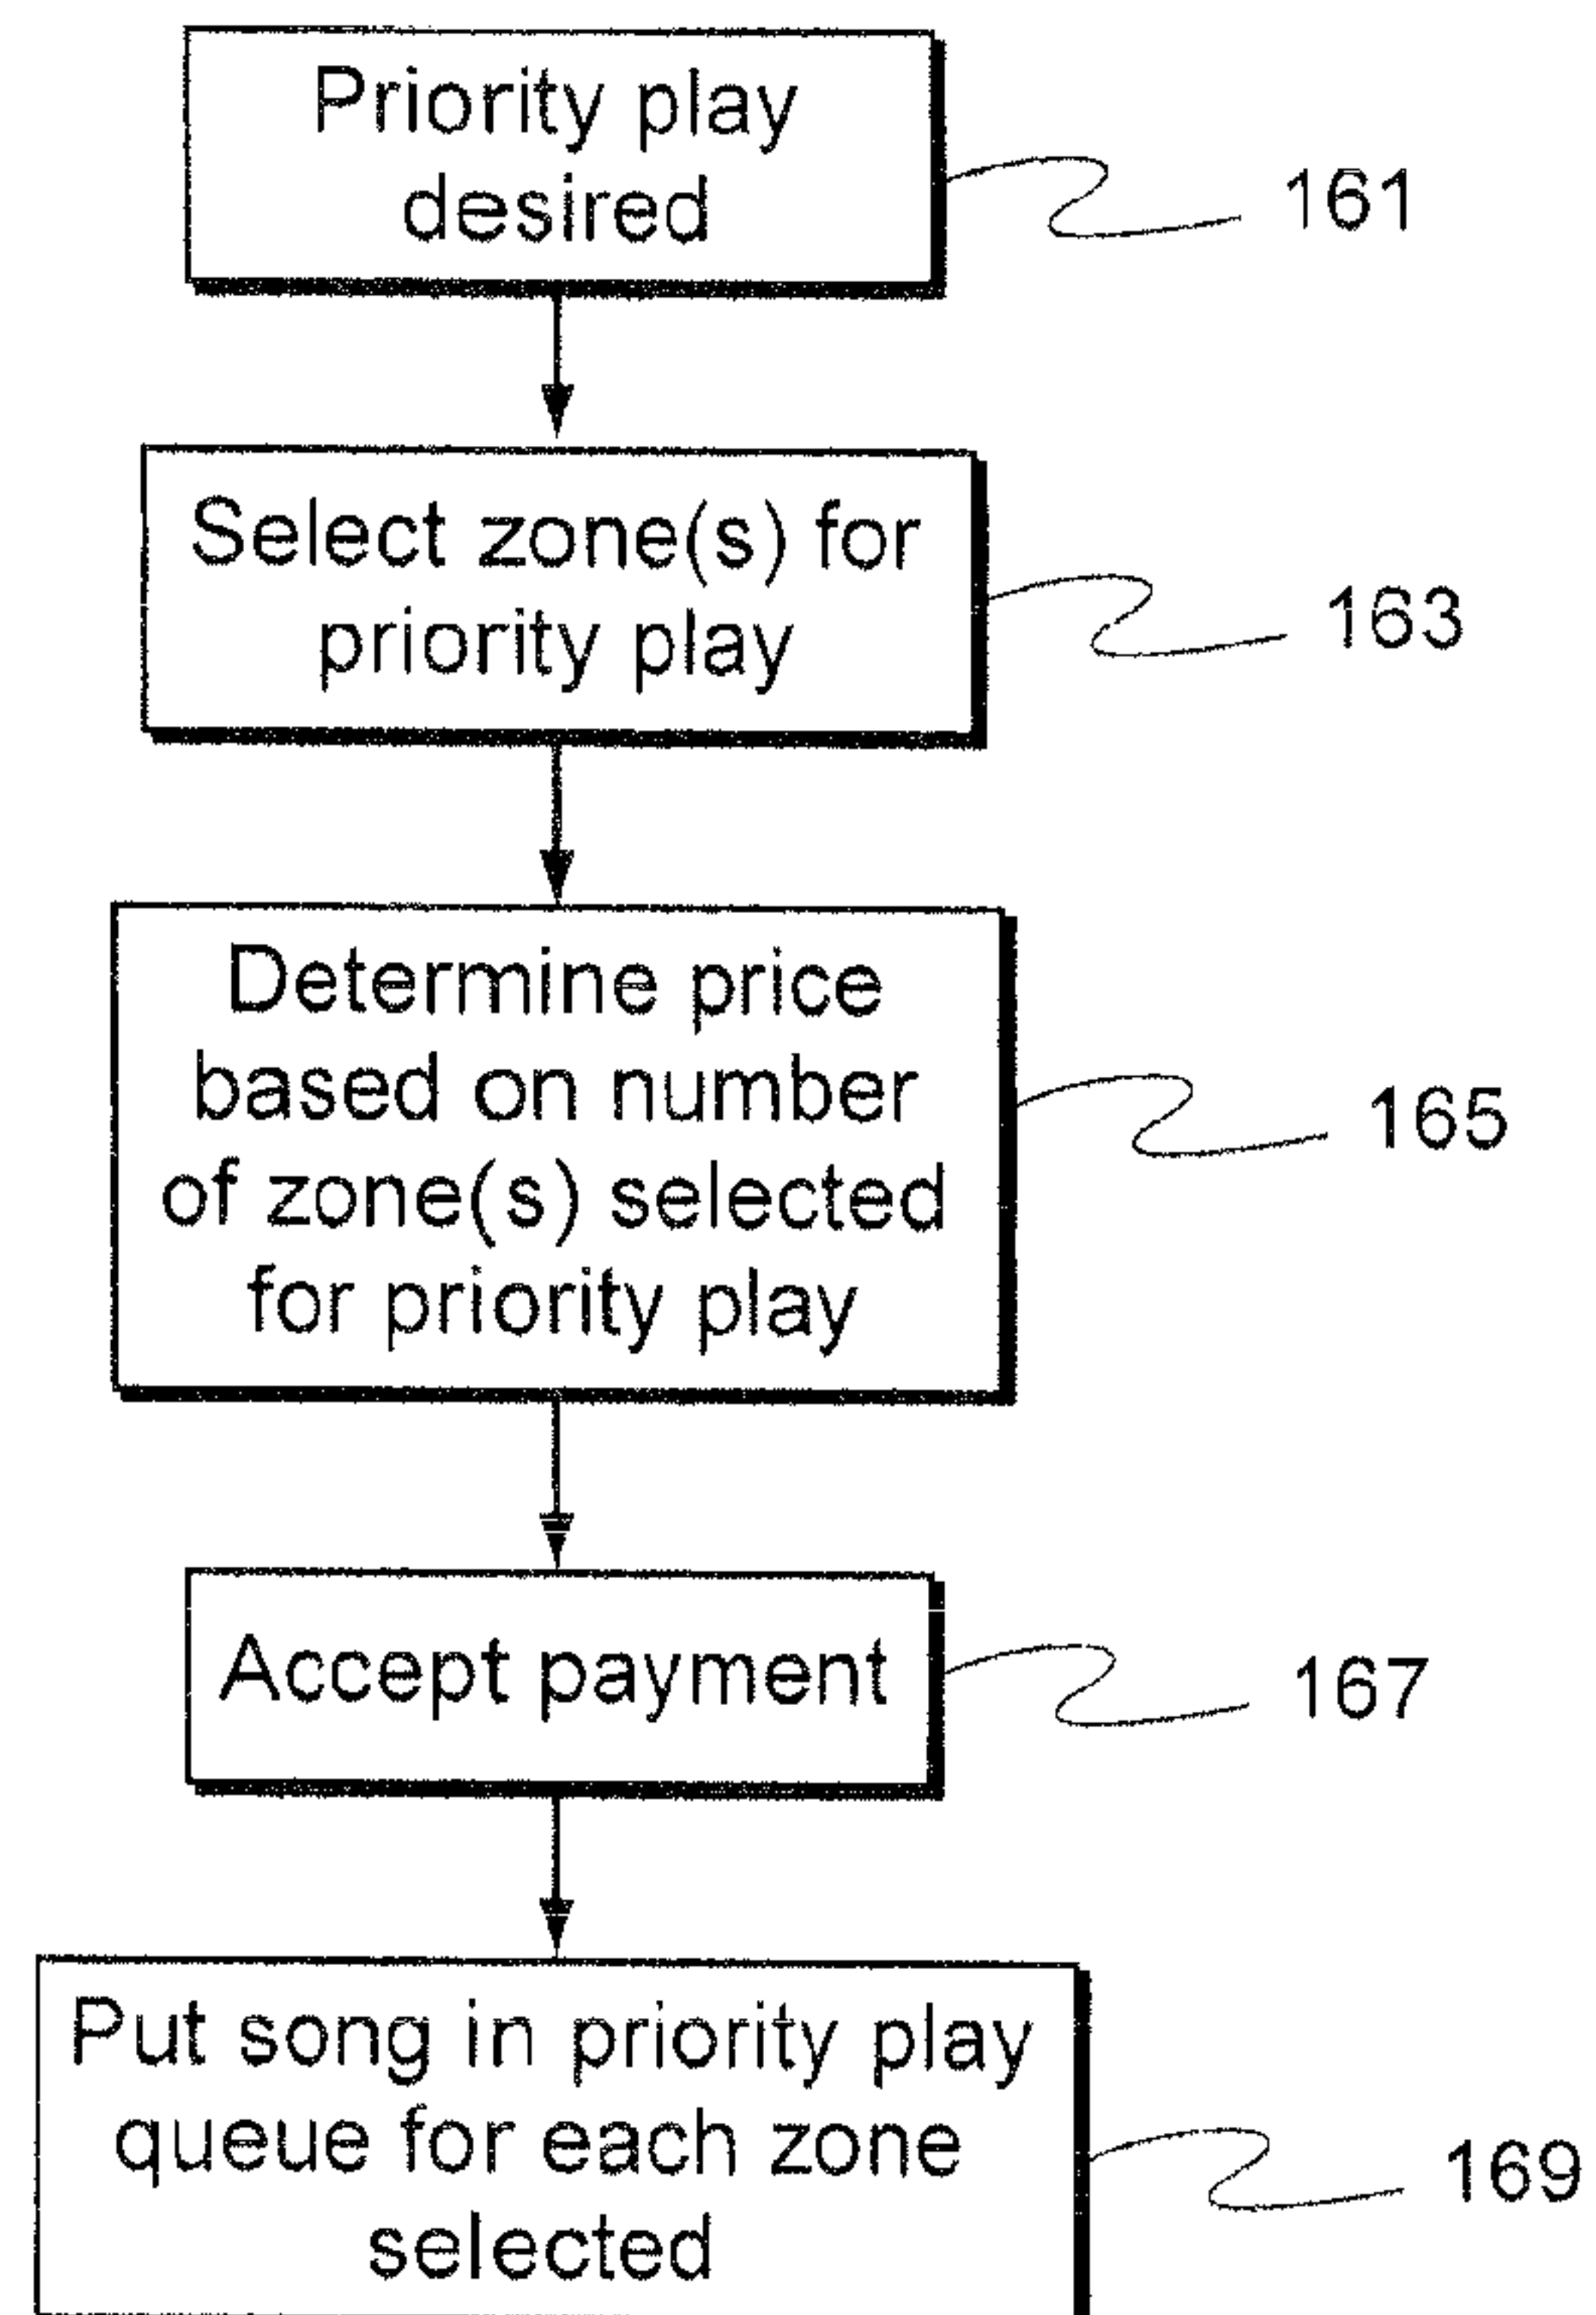 Priority play
desired
161
Select zone(s) for
priority play
163
Determine price
based on number
of zone(s) selected
for priority play
165
Accept payment
167
Put song in priority play
queue for each zone
selected
169